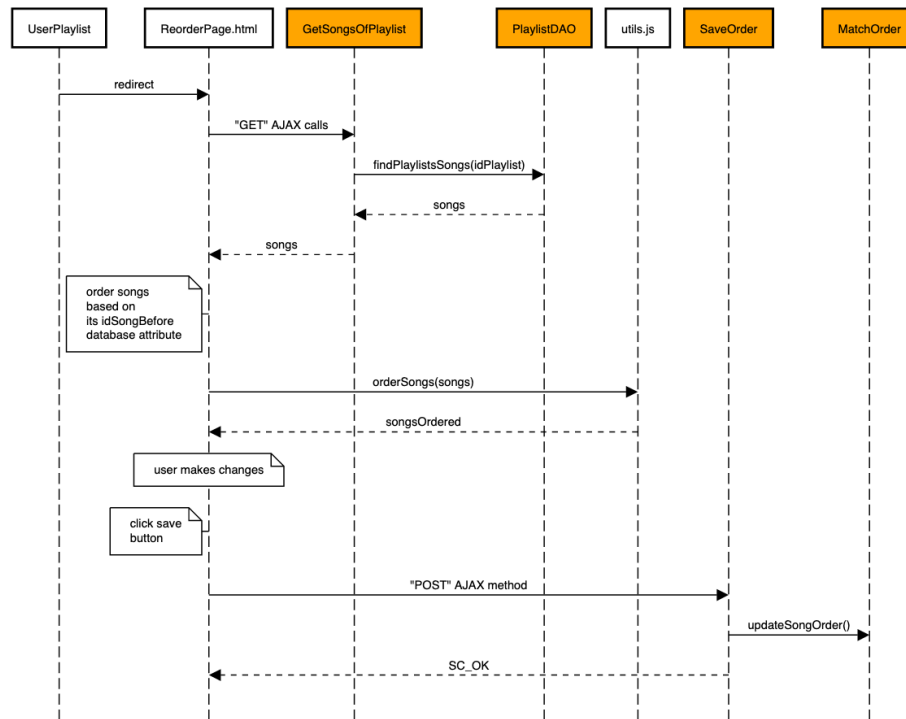 UserPlaylist
ReorderPage.html
GetSongsOfPlaylist
PlaylistDAO
utils.js
SaveOrder
MatchOrder
redirect
"GET" AJAX calls
findPlaylistsSongs(idPlaylist)
songs
songs
order songs
based on
its idSongBefore
database attribute
orderSongs(songs)
songsOrdered
user makes changes
click save
button
"POST" AJAX method
updateSongOrder()
SC_OK